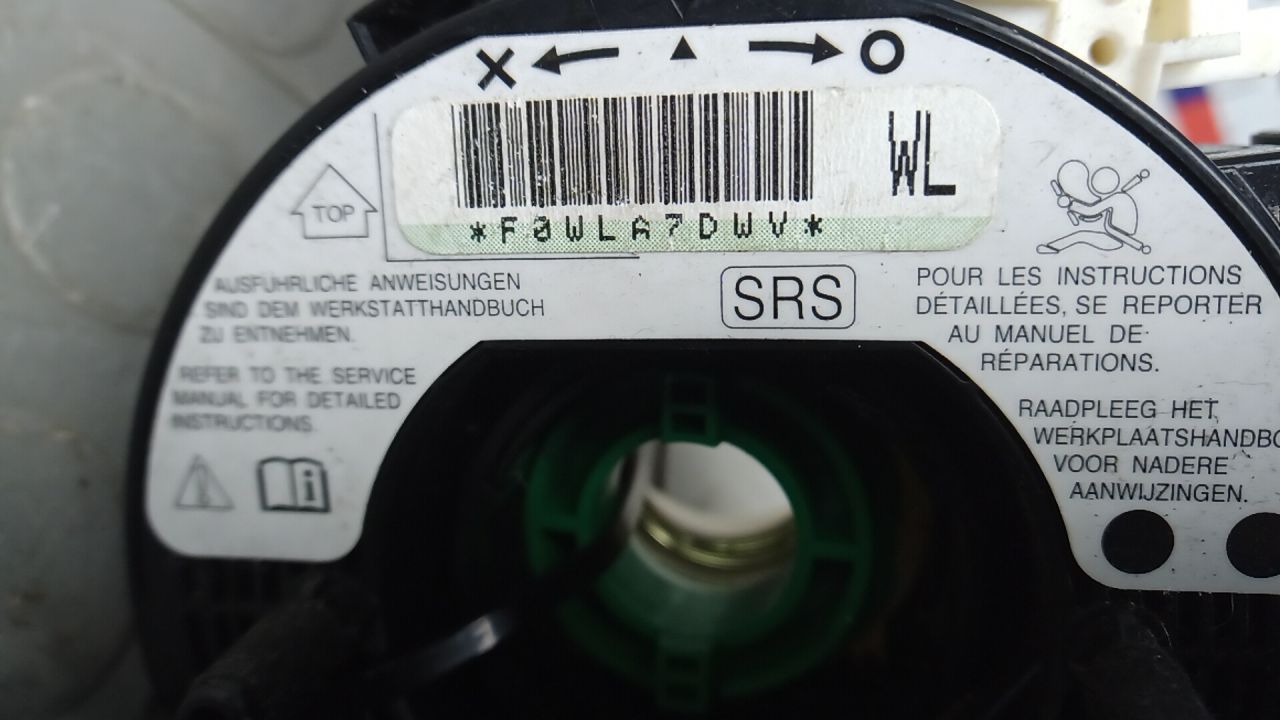 TOP
*F0WLA7DWV*
WL
SRS
AUSFÜHRLICHE ANWEISUNGEN
SIND DEM WERKSTATTHANDBUCH
ZU ENTNEHMEN.
REFER TO THE SERVICE
MANUAL FOR DETAILED
INSTRUCTIONS.
POUR LES INSTRUCTIONS
DÉTAILLÉES, SE REPORTER
AU MANUEL DE
RÉPARATIONS.
RAADPLEEG HET
WERKPLAATSHANDBO
VOOR NADERE
AANWIJZINGEN.